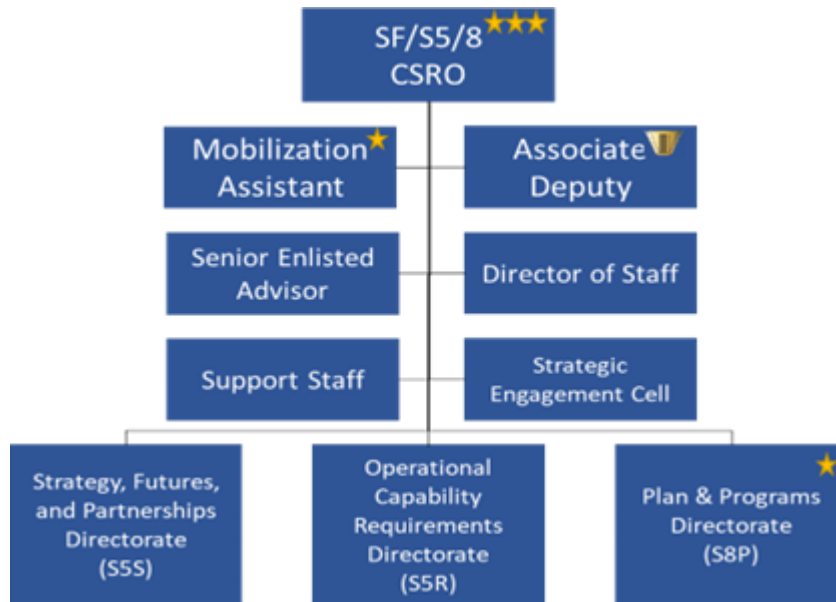 SF/S5/8
CSRO
Mobilization
Assistant
Associate
Deputy
Senior Enlisted
Advisor
Director of Staff
Support Staff
Strategic
Engagement Cell
Strategy, Futures,
and Partnerships
Directorate
(S5S)
Operational
Capability
Requirements
Directorate
(S5R)
Plan & Programs
Directorate
(S8P)